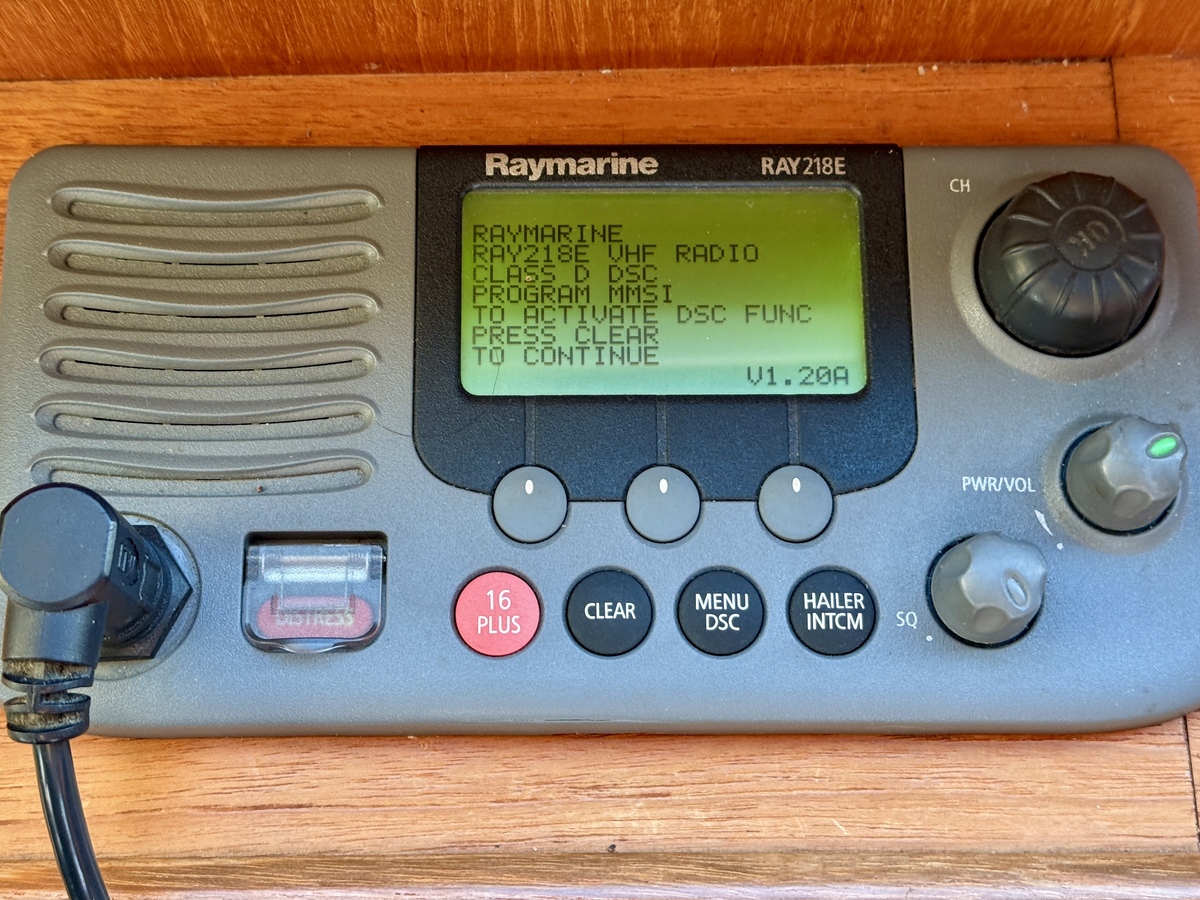 Raymarine RAY218E
CH
RAYMARINE
RAY218E VHF RADIO
CLASS D DSC
PROGRAM MMSI
TO ACTIVATE DSC FUNC
PRESS CLEAR
TO CONTINUE
V1.20A
PWR/VOL
DISTRESS
16
PLUS
CLEAR
MENU
DSC
HAILER
INTCM
SQ
OK